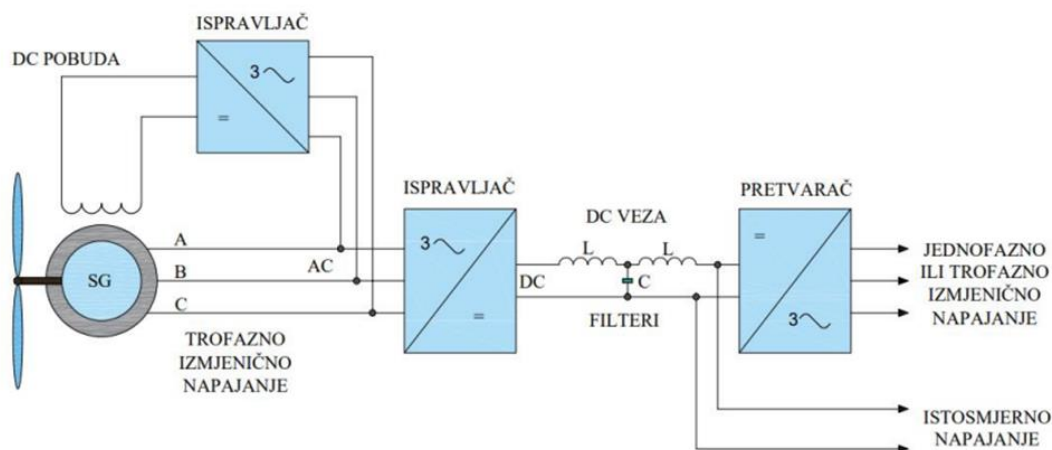 ISPRAVLJAČ
DC POBUDA
3
=
ISPRAVLJAČ
PRETVARAČ
DC VEZA
A
3
L
L
=
JEDNOFAZNO
SG
B
AC
DC
C
ILI TROFAZNO
C
=
FILTERI
3
IZMJENIČNO
NAPAJANJE
TROFAZNO
IZMJENIČNO
NAPAJANJE
ISTOSMJERNO
NAPAJANJE